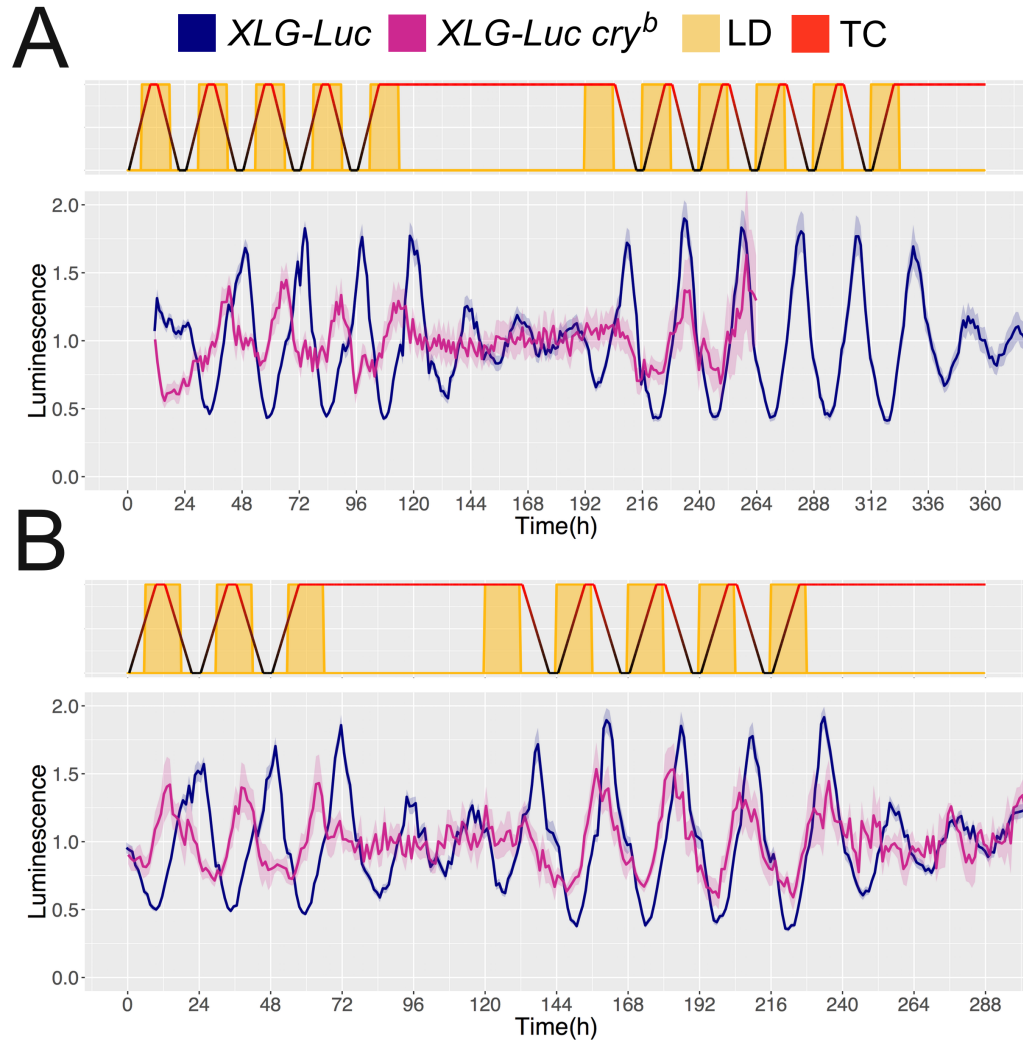 A
XLG-Luc XLG-Luc cry^b LD TC
2.0
1.5
1.0
0.5
0.0
Luminescence
0 24 48 72 96 120 144 168 192 216 240 264 288 312 336 360
Time(h)
B
2.0
1.5
1.0
0.5
0.0
Luminescence
0 24 48 72 96 120 144 168 192 216 240 264 288
Time(h)